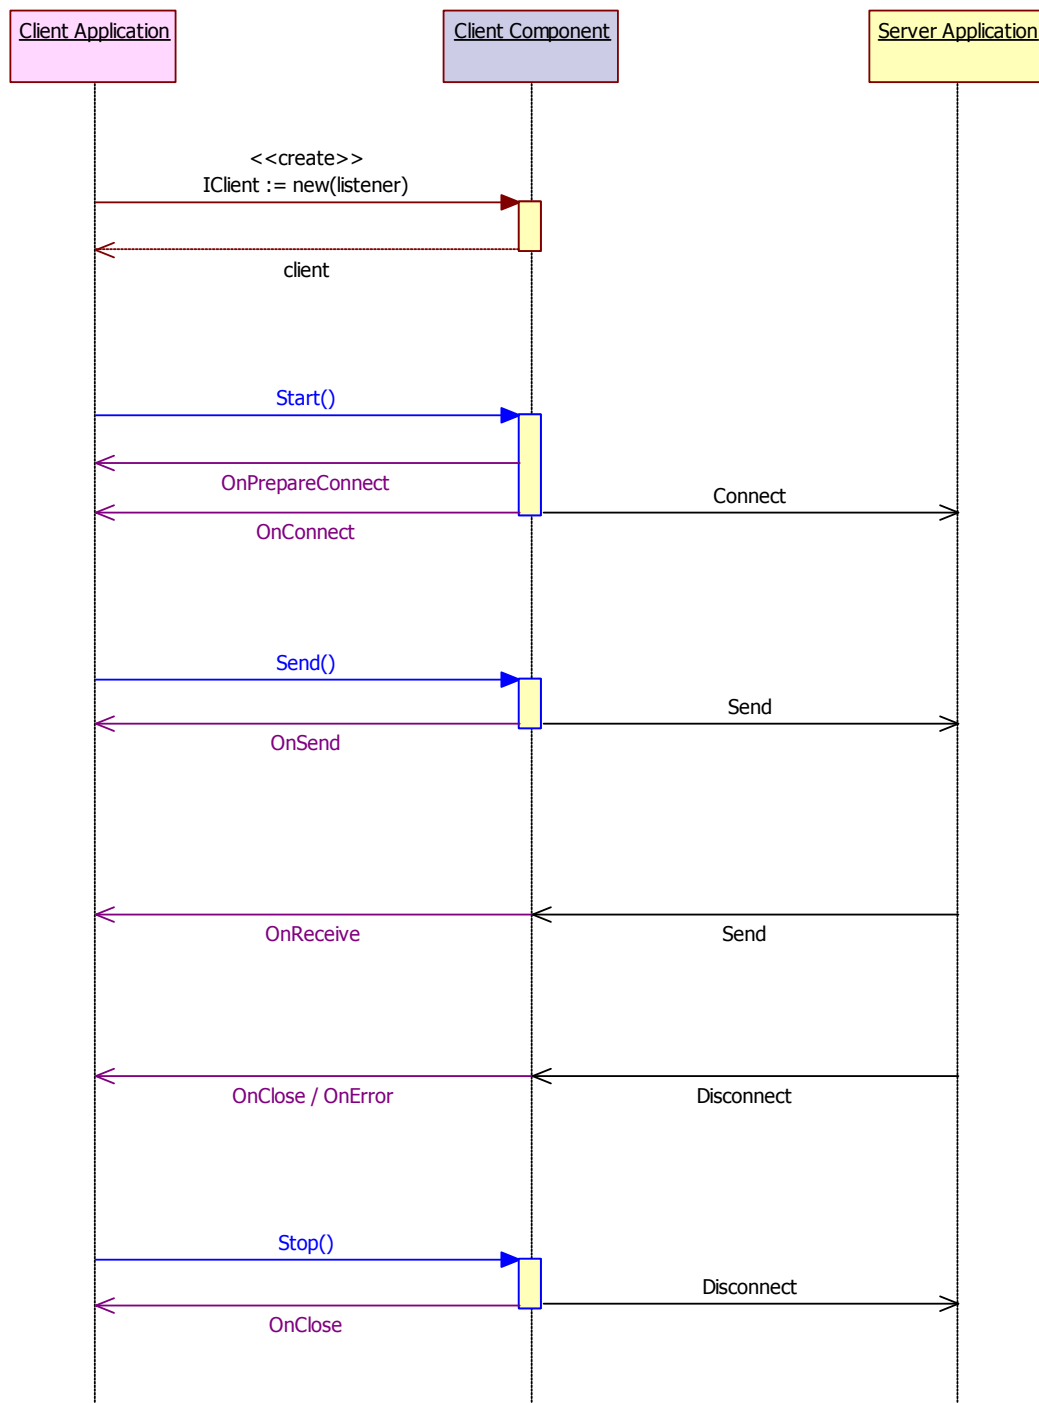 Client Application
Client Component
Server Application
<<create>>
IClient := new(listener)
client
Start()
OnPrepareConnect
Connect
OnConnect
Send()
Send
OnSend
OnReceive
Send
OnClose / OnError
Disconnect
Stop()
Disconnect
OnClose